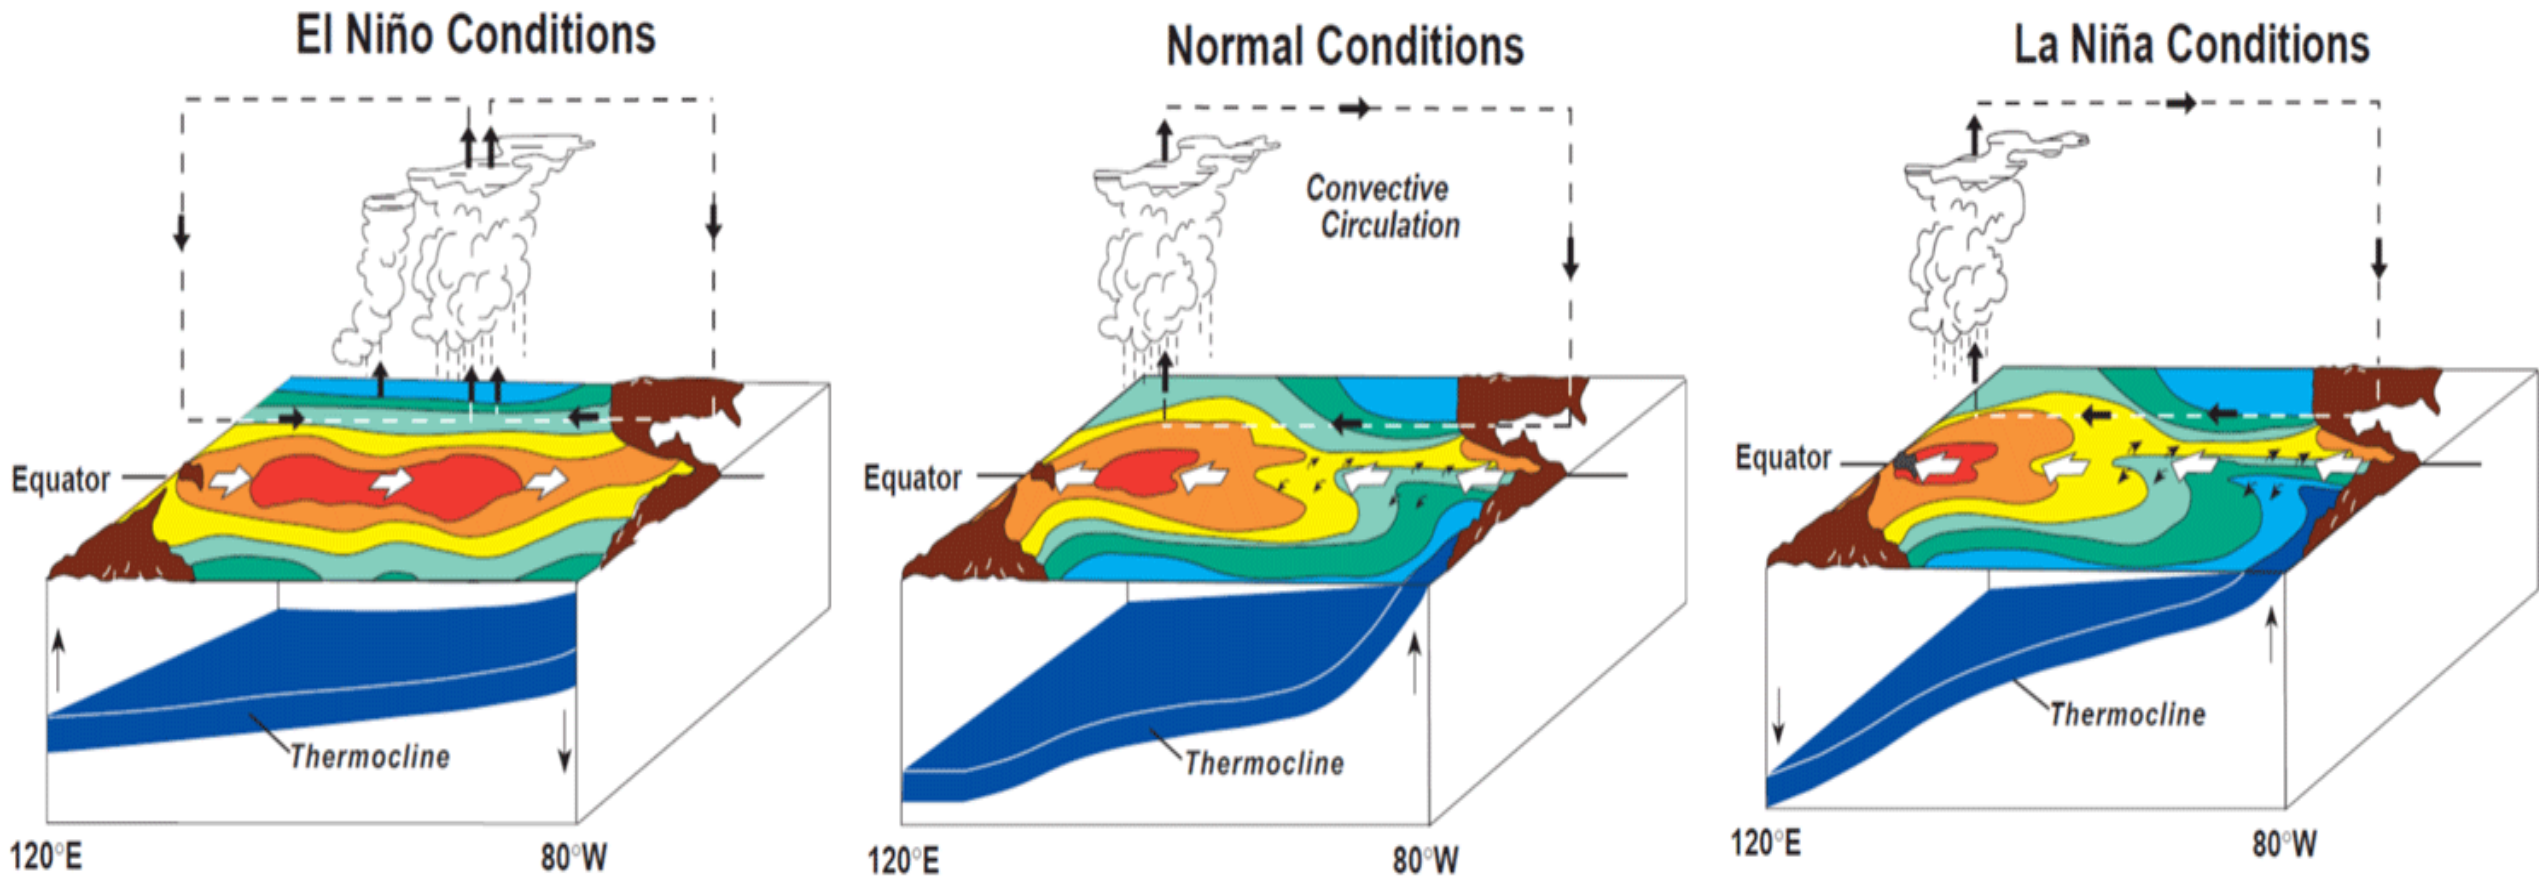 El Niño Conditions
Normal Conditions
La Niña Conditions
Convective
Circulation
Equator
Equator
Equator
Thermocline
Thermocline
Thermocline
120°E
80°W
120°E
80°W
120°E
80°W